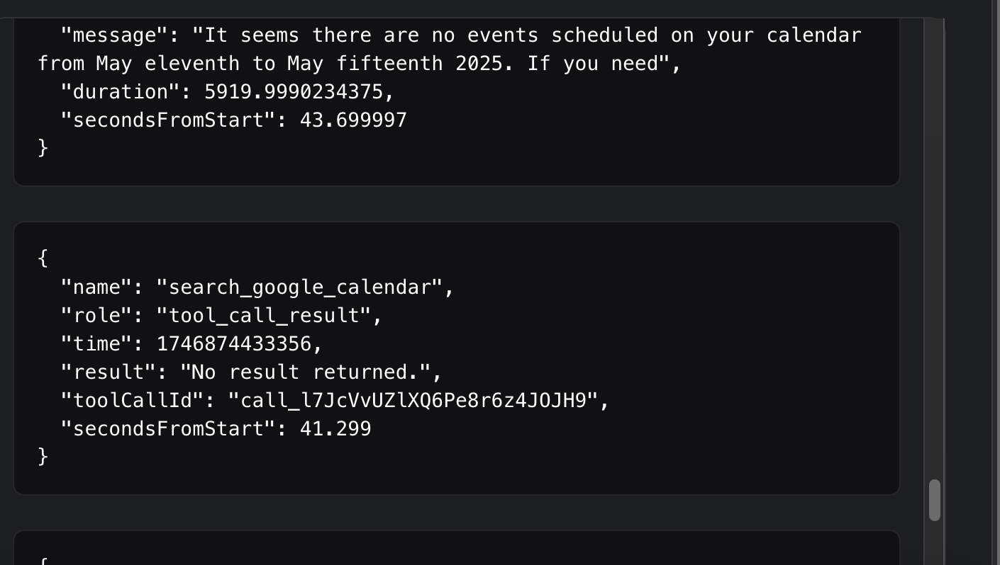 "message": "It seems there are no events scheduled on your calendar
from May eleventh to May fifteenth 2025. If you need",
"duration": 5919.9990234375,
"secondsFromStart": 43.699997
}
{
"name": "search_google_calendar",
"role": "tool_call_result",
"time": 1746874433356,
"result": "No result returned.",
"toolCallId": "call_l7JcVvUZlXQ6Pe8r6z4JOJH9",
"secondsFromStart": 41.299
}
{